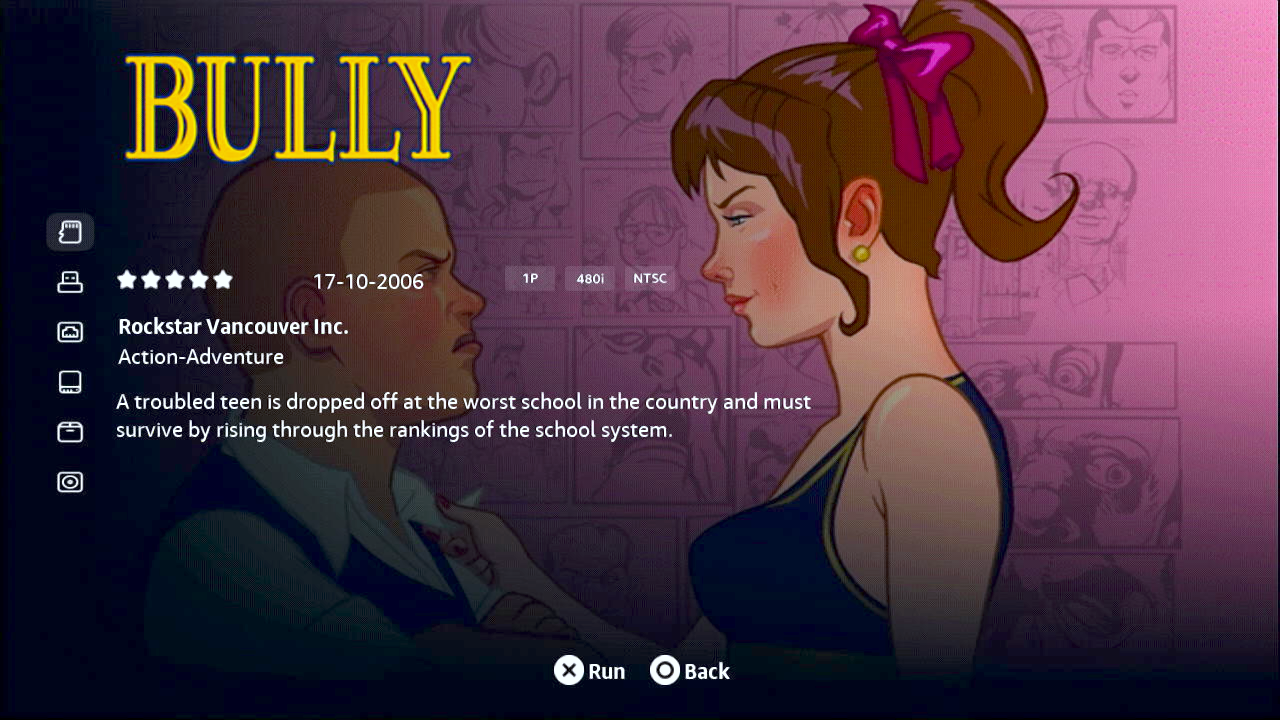 BULLY
17-10-2006
1P
480i
NTSC
Rockstar Vancouver Inc.
Action-Adventure
A troubled teen is dropped off at the worst school in the country and must
survive by rising through the rankings of the school system.
Run
Back